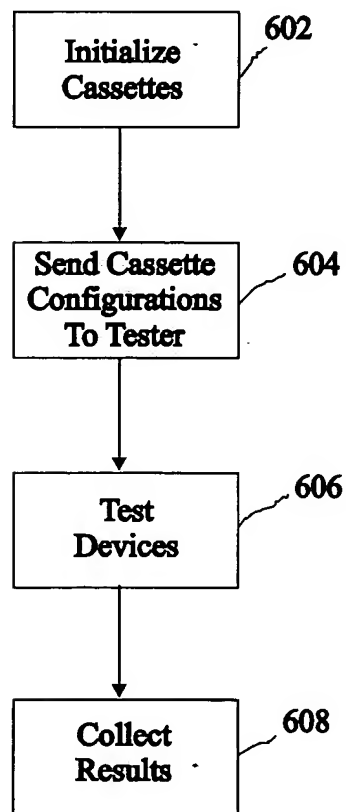 Initialize
Cassettes
602
Send Cassette
Configurations
To Tester
604
Test
Devices
606
Collect
Results
608